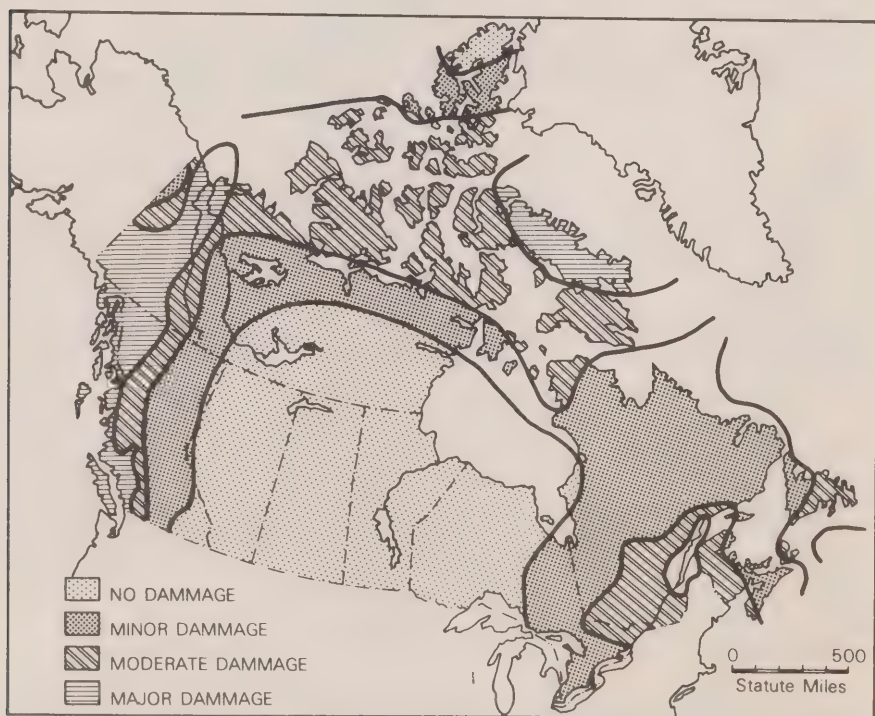 NO DAMMAGE
MINOR DAMMAGE
MODERATE DAMMAGE
MAJOR DAMMAGE
0 500
Statute Miles